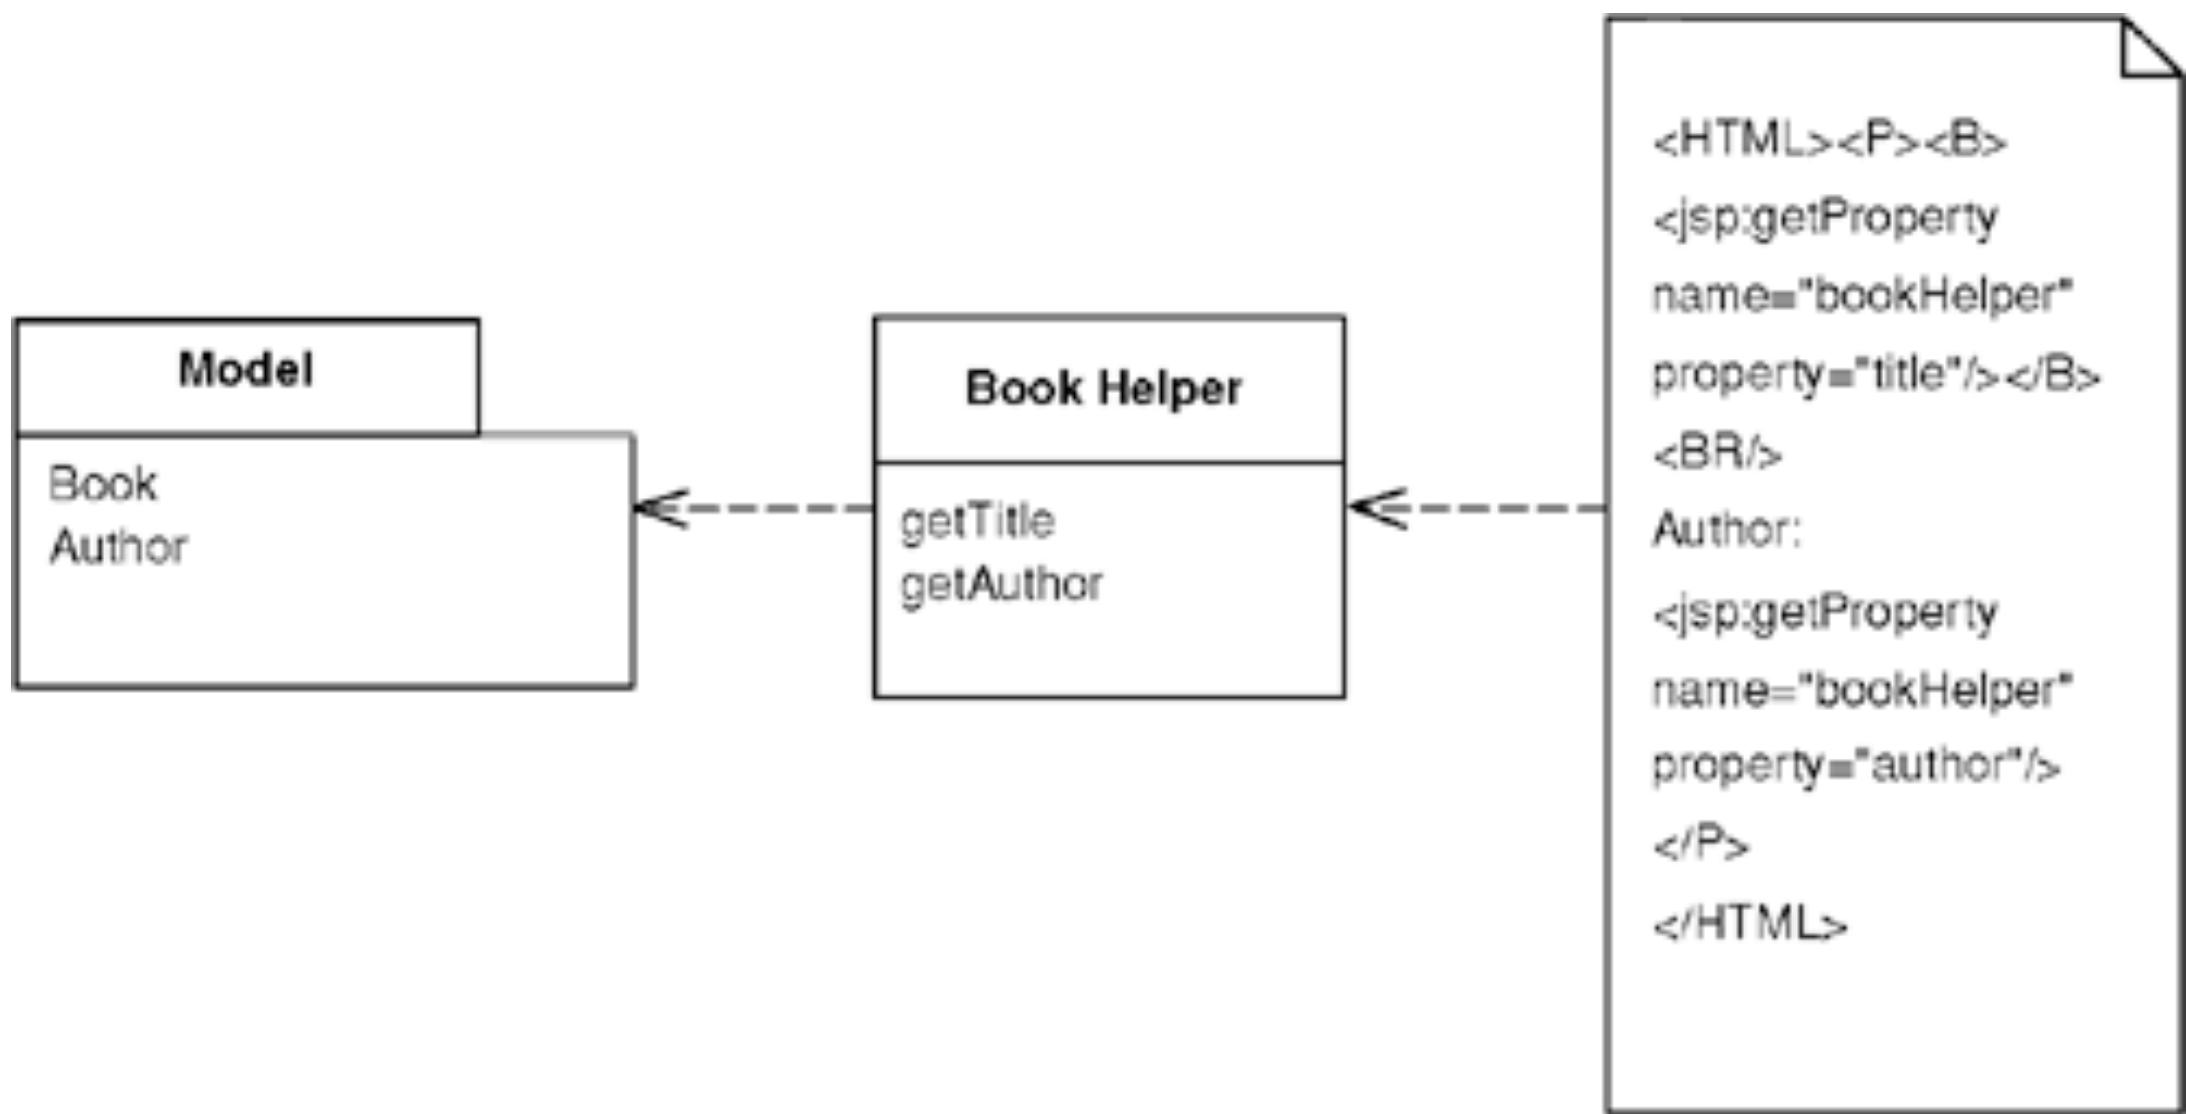 Model
Book
Author
Book Helper
getTitle
getAuthor
<HTML><P><B>
<jsp:getProperty
name="bookHelper"
property="title"/></B>
<BR/>
Author:
<jsp:getProperty
name="bookHelper"
property="author"/>
</P>
</HTML>